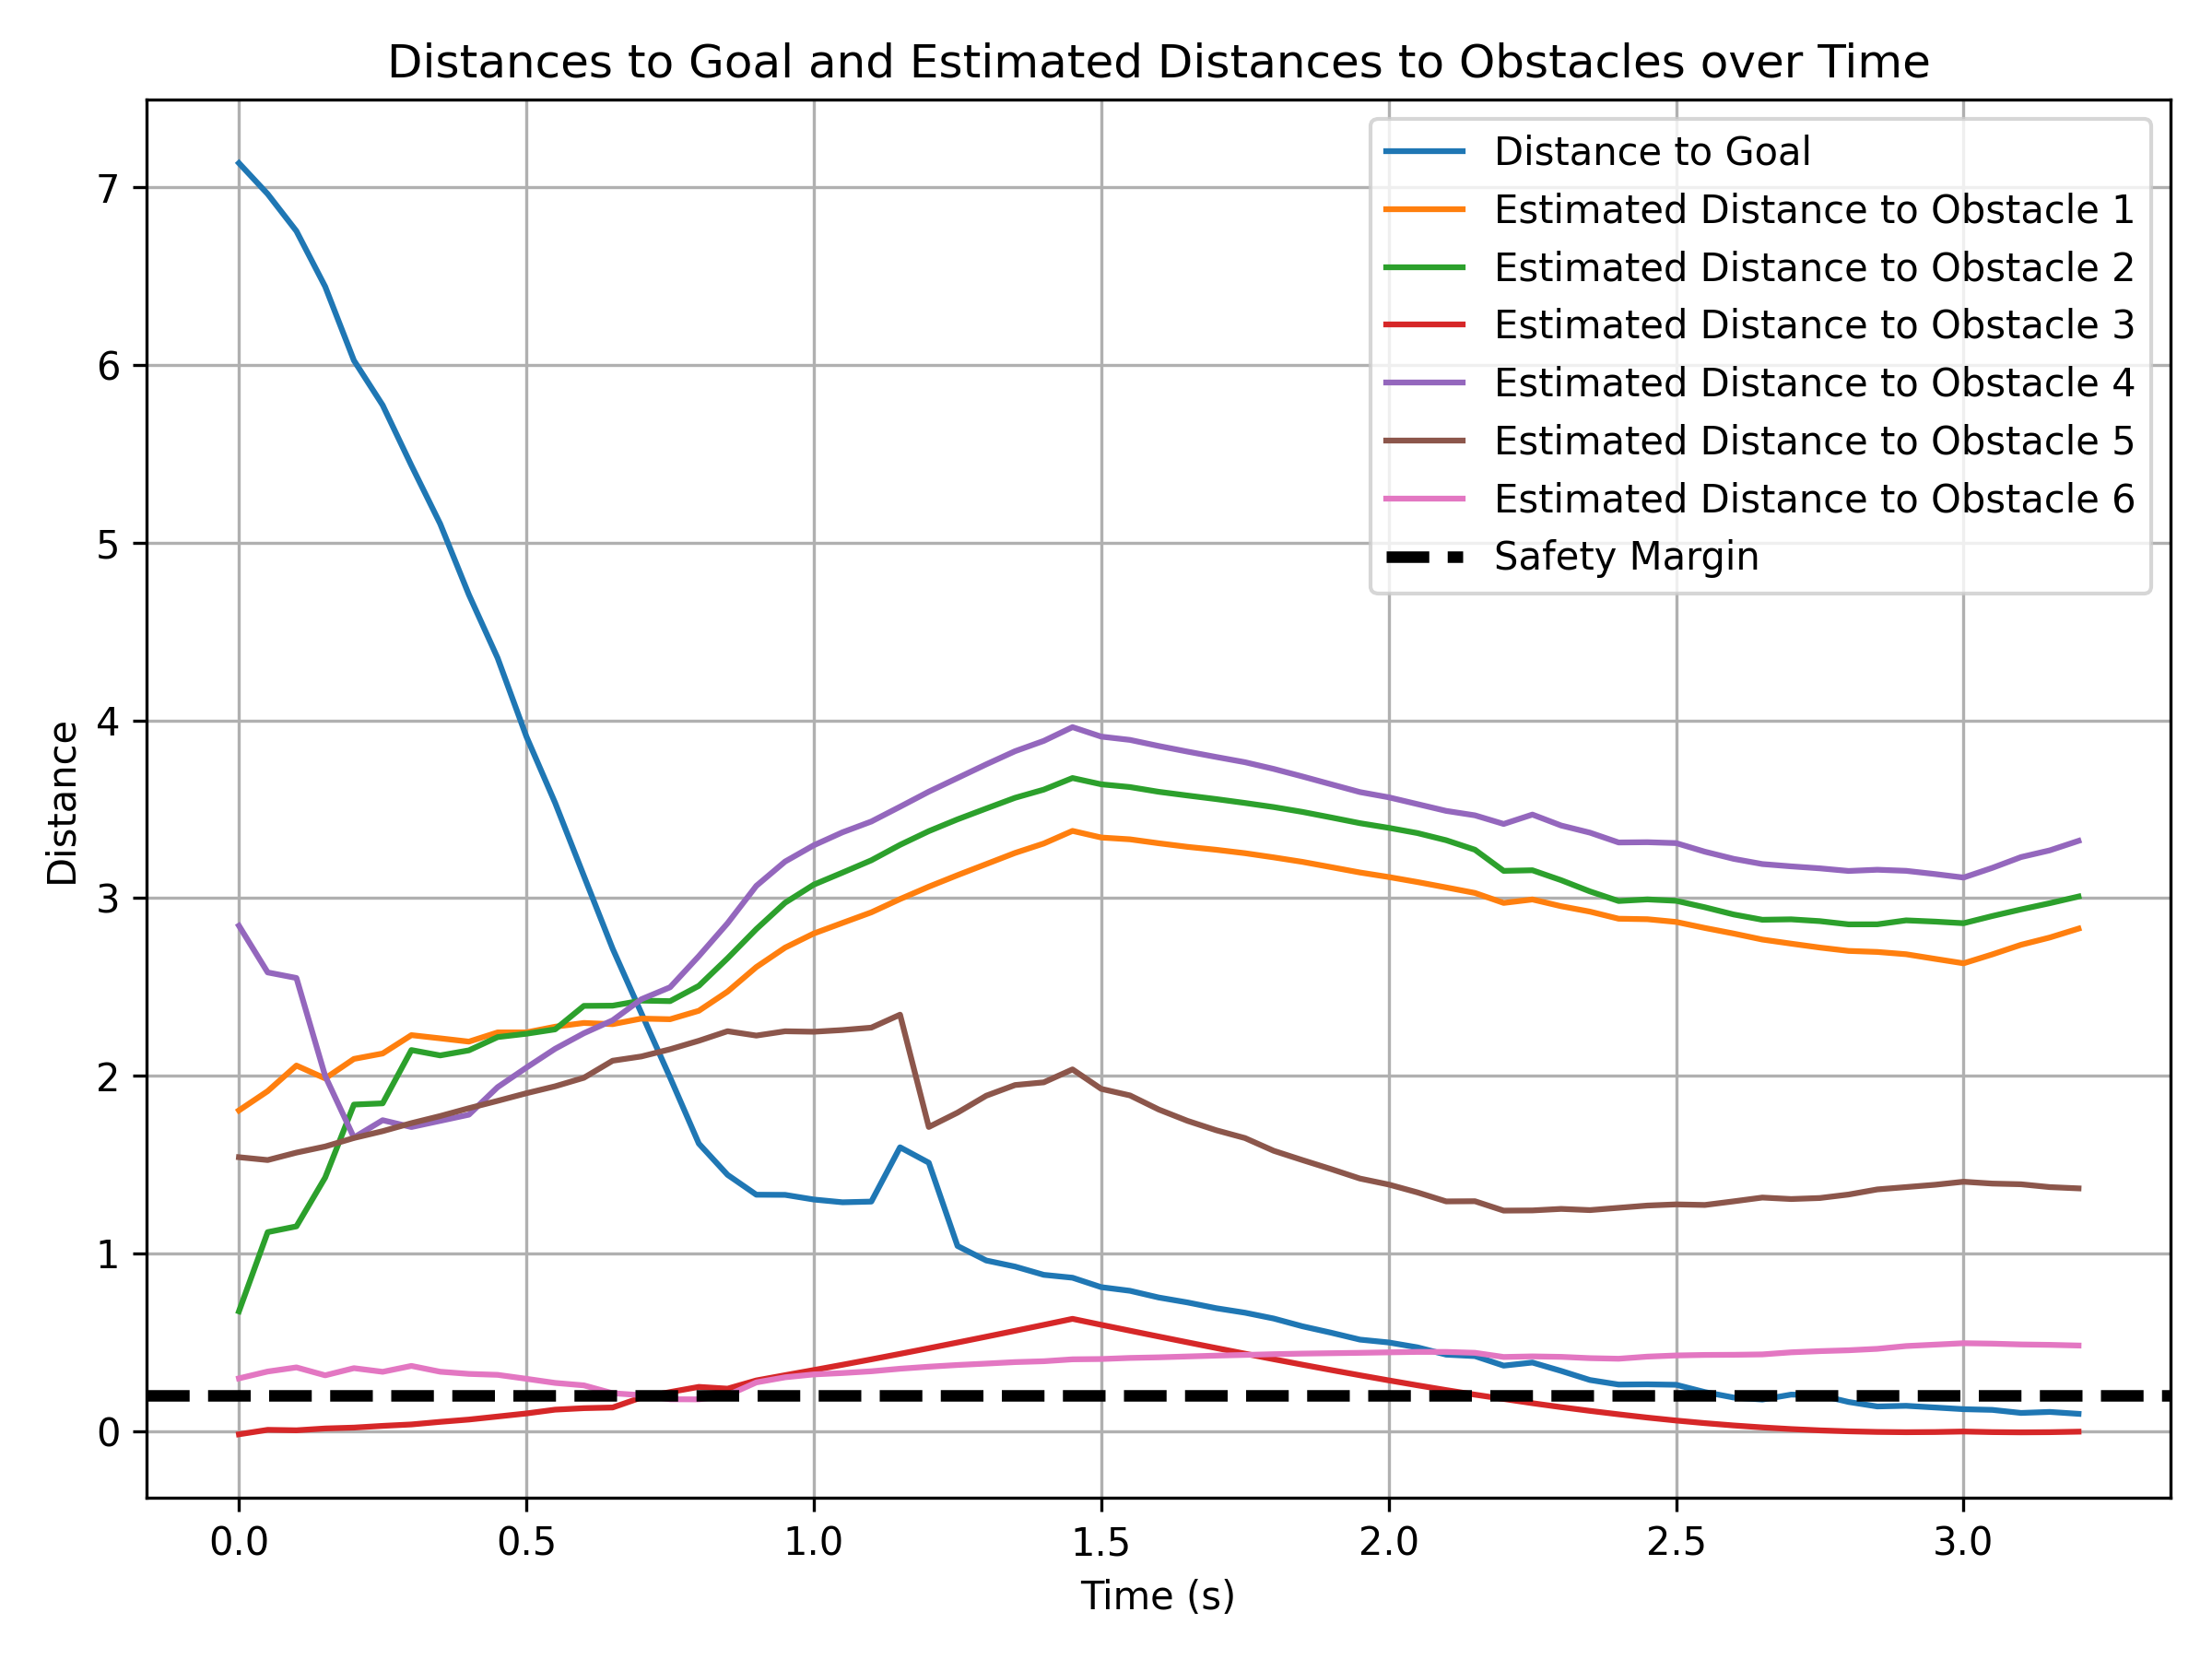 Distances to Goal and Estimated Distances to Obstacles over Time
Distance to Goal
Estimated Distance to Obstacle 1
Estimated Distance to Obstacle 2
Estimated Distance to Obstacle 3
Estimated Distance to Obstacle 4
Estimated Distance to Obstacle 5
Estimated Distance to Obstacle 6
Safety Margin
Distance
7
6
5
4
3
2
1
0
0.0 0.5 1.0 1.5 2.0 2.5 3.0
Time (s)